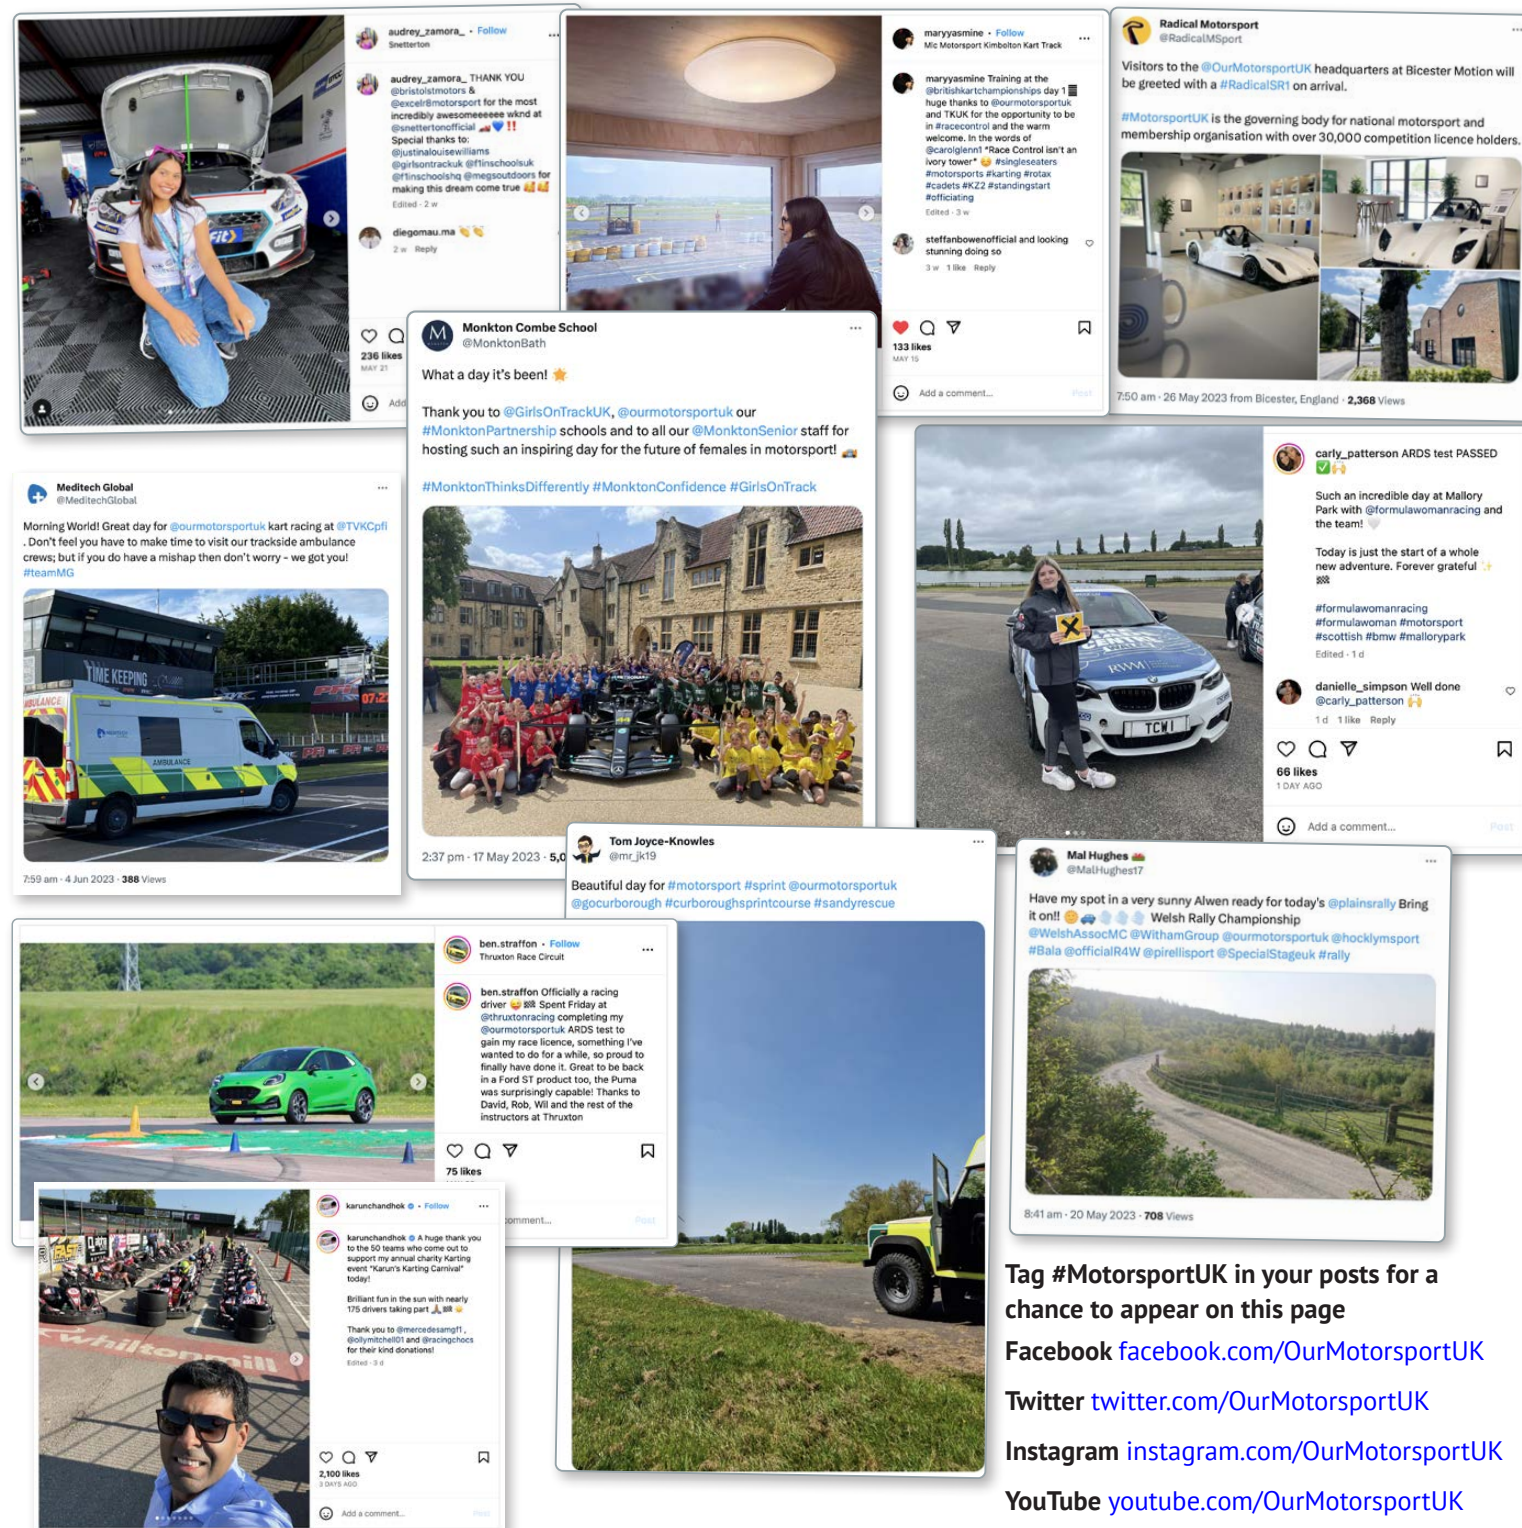 audrey_zamora_ • Follow
Snetterton
audrey_zamora_ THANK YOU
@bristolstmotors &
@excelr8motorsport for the most
incredibly awesomeeeeee wknd at
@snettertonofficial 🏎️💙‼️
Special thanks to:
@justinalouisewilliams
@girlsontrackuk @f1inschoolsuk
@f1inschoolshq @megsoutdoors for
making this dream come true 🥰🥰
Edited · 2 w
diegomau.ma 👏👏
2 w Reply
236 likes
MAY 21
Add
maryyasmine • Follow
Mic Motorsport Kimbolton Kart Track
maryyasmine Training at the
@britishkartchampionships day 1
huge thanks to @ourmotorsportuk
and TKUK for the opportunity to be
in #racecontrol and the warm
welcome. In the words of
@carolglenn1 "Race Control isn't an
ivory tower" 😏 #singleseaters
#motorsports #karting #rotax
#cadets #KZ2 #standingstart
#officiating
Edited · 3 w
steffanbowenofficial and looking
stunning doing so
3 w 1 like Reply
133 likes
MAY 15
Add a comment...
Post
Radical Motorsport
@RadicalMSport
Visitors to the @OurMotorsportUK headquarters at Bicester Motion will
be greeted with a #RadicalSR1 on arrival.
#MotorsportUK is the governing body for national motorsport and
membership organisation with over 30,000 competition licence holders.
7:50 am · 26 May 2023 from Bicester, England · 2,368 Views
M
Monkton Combe School
@MonktonBath
What a day it's been! 🌟
Thank you to @GirlsOnTrackUK, @ourmotorsportuk our
#MonktonPartnership schools and to all our @MonktonSenior staff for
hosting such an inspiring day for the future of females in motorsport! 🏎️
#MonktonThinksDifferently #MonktonConfidence #GirlsOnTrack
2:37 pm · 17 May 2023 · 5,0
Meditech Global
@MeditechGlobal
Morning World! Great day for @ourmotorsportuk kart racing at @TVKCpfi
. Don't feel you have to make time to visit our trackside ambulance
crews; but if you do have a mishap then don't worry - we got you!
#teamMG
TIME KEEPING
PFI
AMBULANCE
AMBULANCE
7:59 am · 4 Jun 2023 · 388 Views
carly_patterson ARDS test PASSED
✅🙌
Such an incredible day at Mallory
Park with @formulawomanracing and
the team! 🤍
Today is just the start of a whole
new adventure. Forever grateful ✨
🏁
#formulawomanracing
#formulawoman #motorsport
#scottish #bmw #mallorypark
Edited · 1 d
danielle_simpson Well done
@carly_patterson 🙌
1 d 1 like Reply
66 likes
1 DAY AGO
Add a comment...
Post
RWM
TCW1
Tom Joyce-Knowles
@mr_jk19
Beautiful day for #motorsport #sprint @ourmotorsportuk
@gocurborough #curboroughsprintcourse #sandyrescue
Mal Hughes
@MalHughes17
Have my spot in a very sunny Alwen ready for today's @plainsrally Bring
it on!! Welsh Rally Championship
@WelshAssocMC @WithamGroup @ourmotorsportuk @hocklymsport
#Bala @officialR4W @pirellisport @SpecialStageuk #rally
8:41 am · 20 May 2023 · 708 Views
ben.straffon • Follow
Thruxton Race Circuit
ben.straffon Officially a racing
driver 😜🏁 Spent Friday at
@thruxtonracing completing my
@ourmotorsportuk ARDS test to
gain my race licence, something I've
wanted to do for a while, so proud to
finally have done it. Great to be back
in a Ford ST product too, the Puma
was surprisingly capable! Thanks to
David, Rob, Wil and the rest of the
instructors at Thruxton
75 likes
comment...
Post
karunchandhok • Follow
karunchandhok A huge thank you
to the 50 teams who come out to
support my annual charity Karting
event "Karun's Karting Carnival"
today!
Brilliant fun in the sun with nearly
175 drivers taking part 🙏🏽🏁☀️
Thank you to @mercedesamgf1 ,
@ollymitchell01 and @racingchocs
for their kind donations!
Edited · 3 d
2,100 likes
3 DAYS AGO
Add a comment...
Post
whiltonmill
Tag #MotorsportUK in your posts for a
chance to appear on this page
Facebook facebook.com/OurMotorsportUK
Twitter twitter.com/OurMotorsportUK
Instagram instagram.com/OurMotorsportUK
YouTube youtube.com/OurMotorsportUK